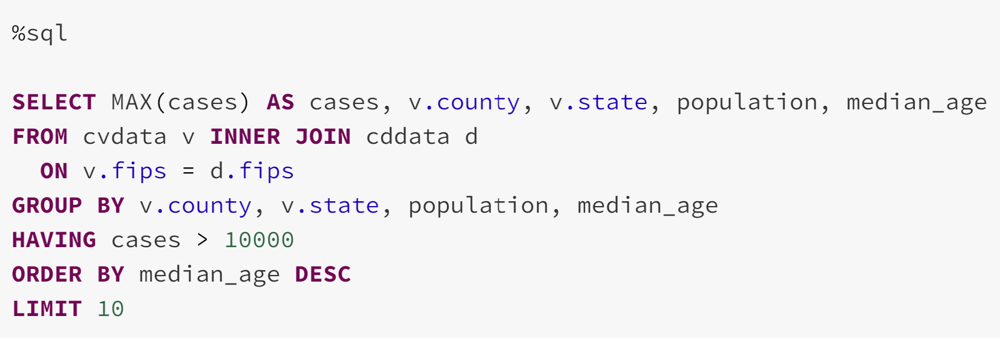 %sql
SELECT MAX(cases) AS cases, v.county, v.state, population, median_age
FROM cvdata v INNER JOIN cddata d
ON v.fips = d.fips
GROUP BY v.county, v.state, population, median_age
HAVING cases > 10000
ORDER BY median_age DESC
LIMIT 10